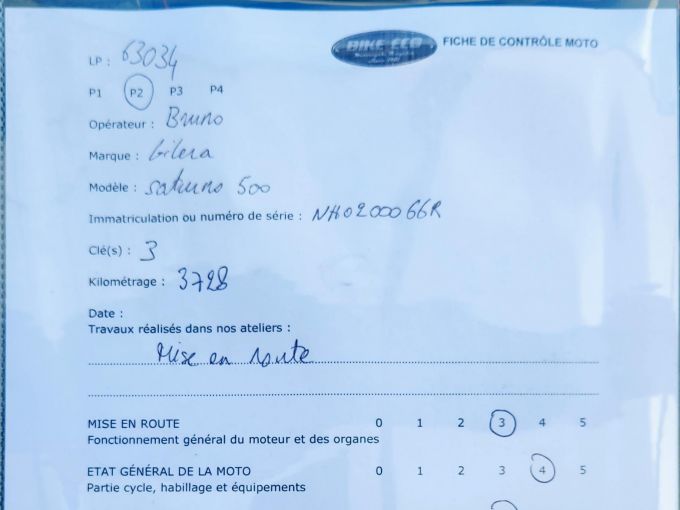 BIKE ECO
FICHE DE CONTRÔLE MOTO
LP : 63034
P1 P2 P3 P4
Opérateur : Bruno
Marque : Gilera
Modèle : saturno 500
Immatriculation ou numéro de série : NH0200066R
Clé(s) : 3
Kilométrage : 3728
Date :
Travaux réalisés dans nos ateliers :
Mise en route
MISE EN ROUTE 0 1 2 3 4 5
Fonctionnement général du moteur et des organes
ETAT GÉNÉRAL DE LA MOTO 0 1 2 3 4 5
Partie cycle, habillage et équipements